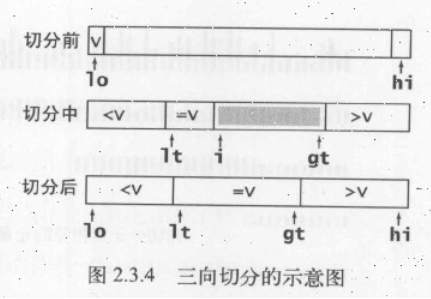 切分前 v
lo hi
切分中 <v =v >v
lt i gt
切分后 <v =v >v
lo lt gt hi
图 2.3.4 三向切分的示意图